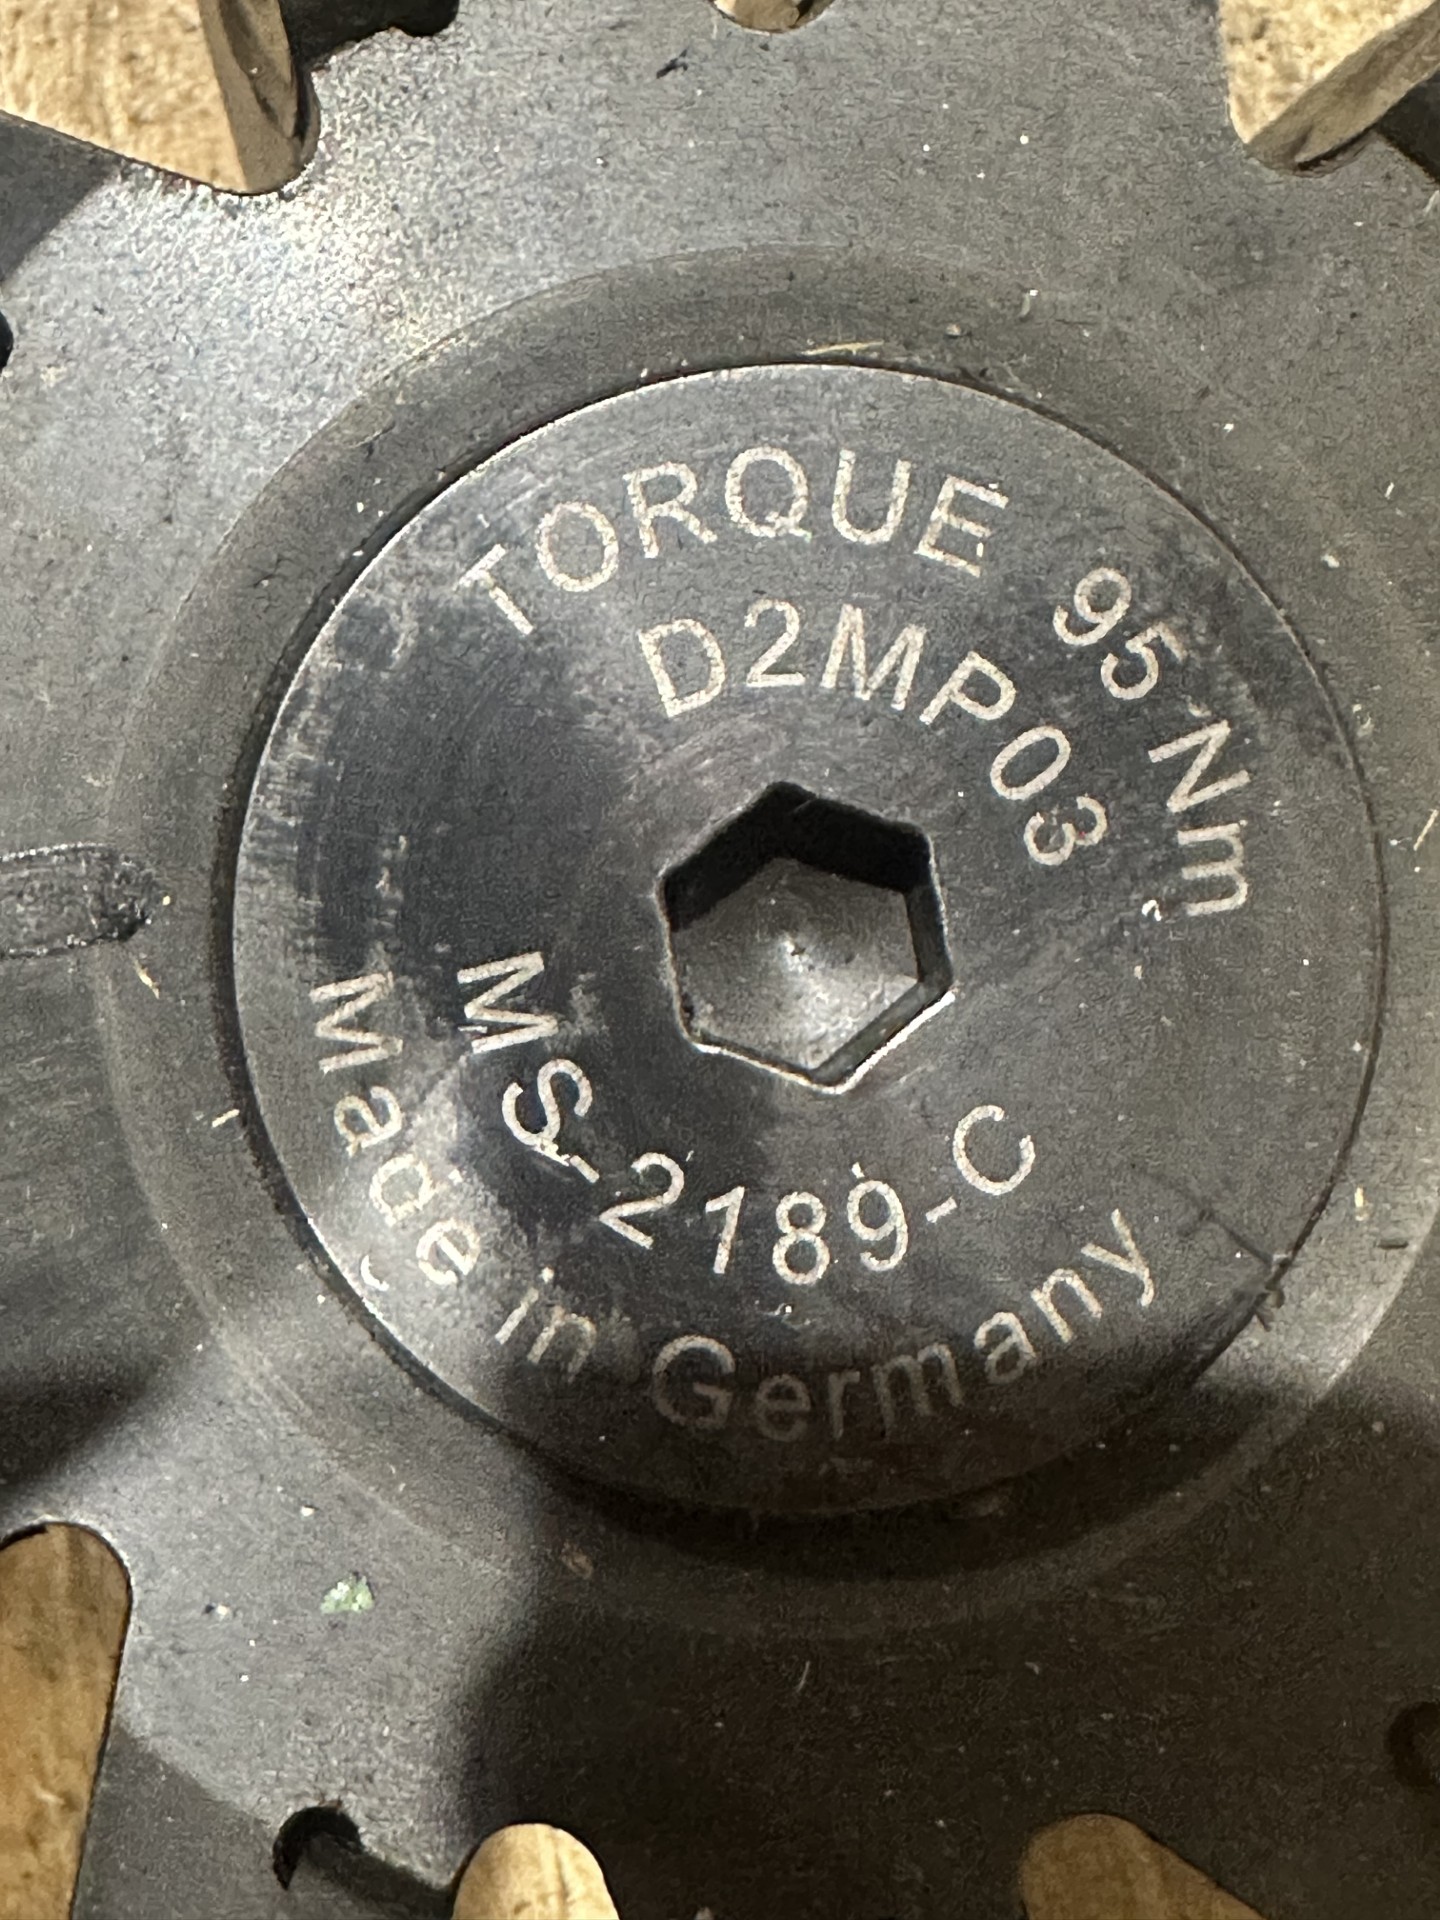 TORQUE 95 Nm
D2MP03
MS-2189-C
Made in Germany